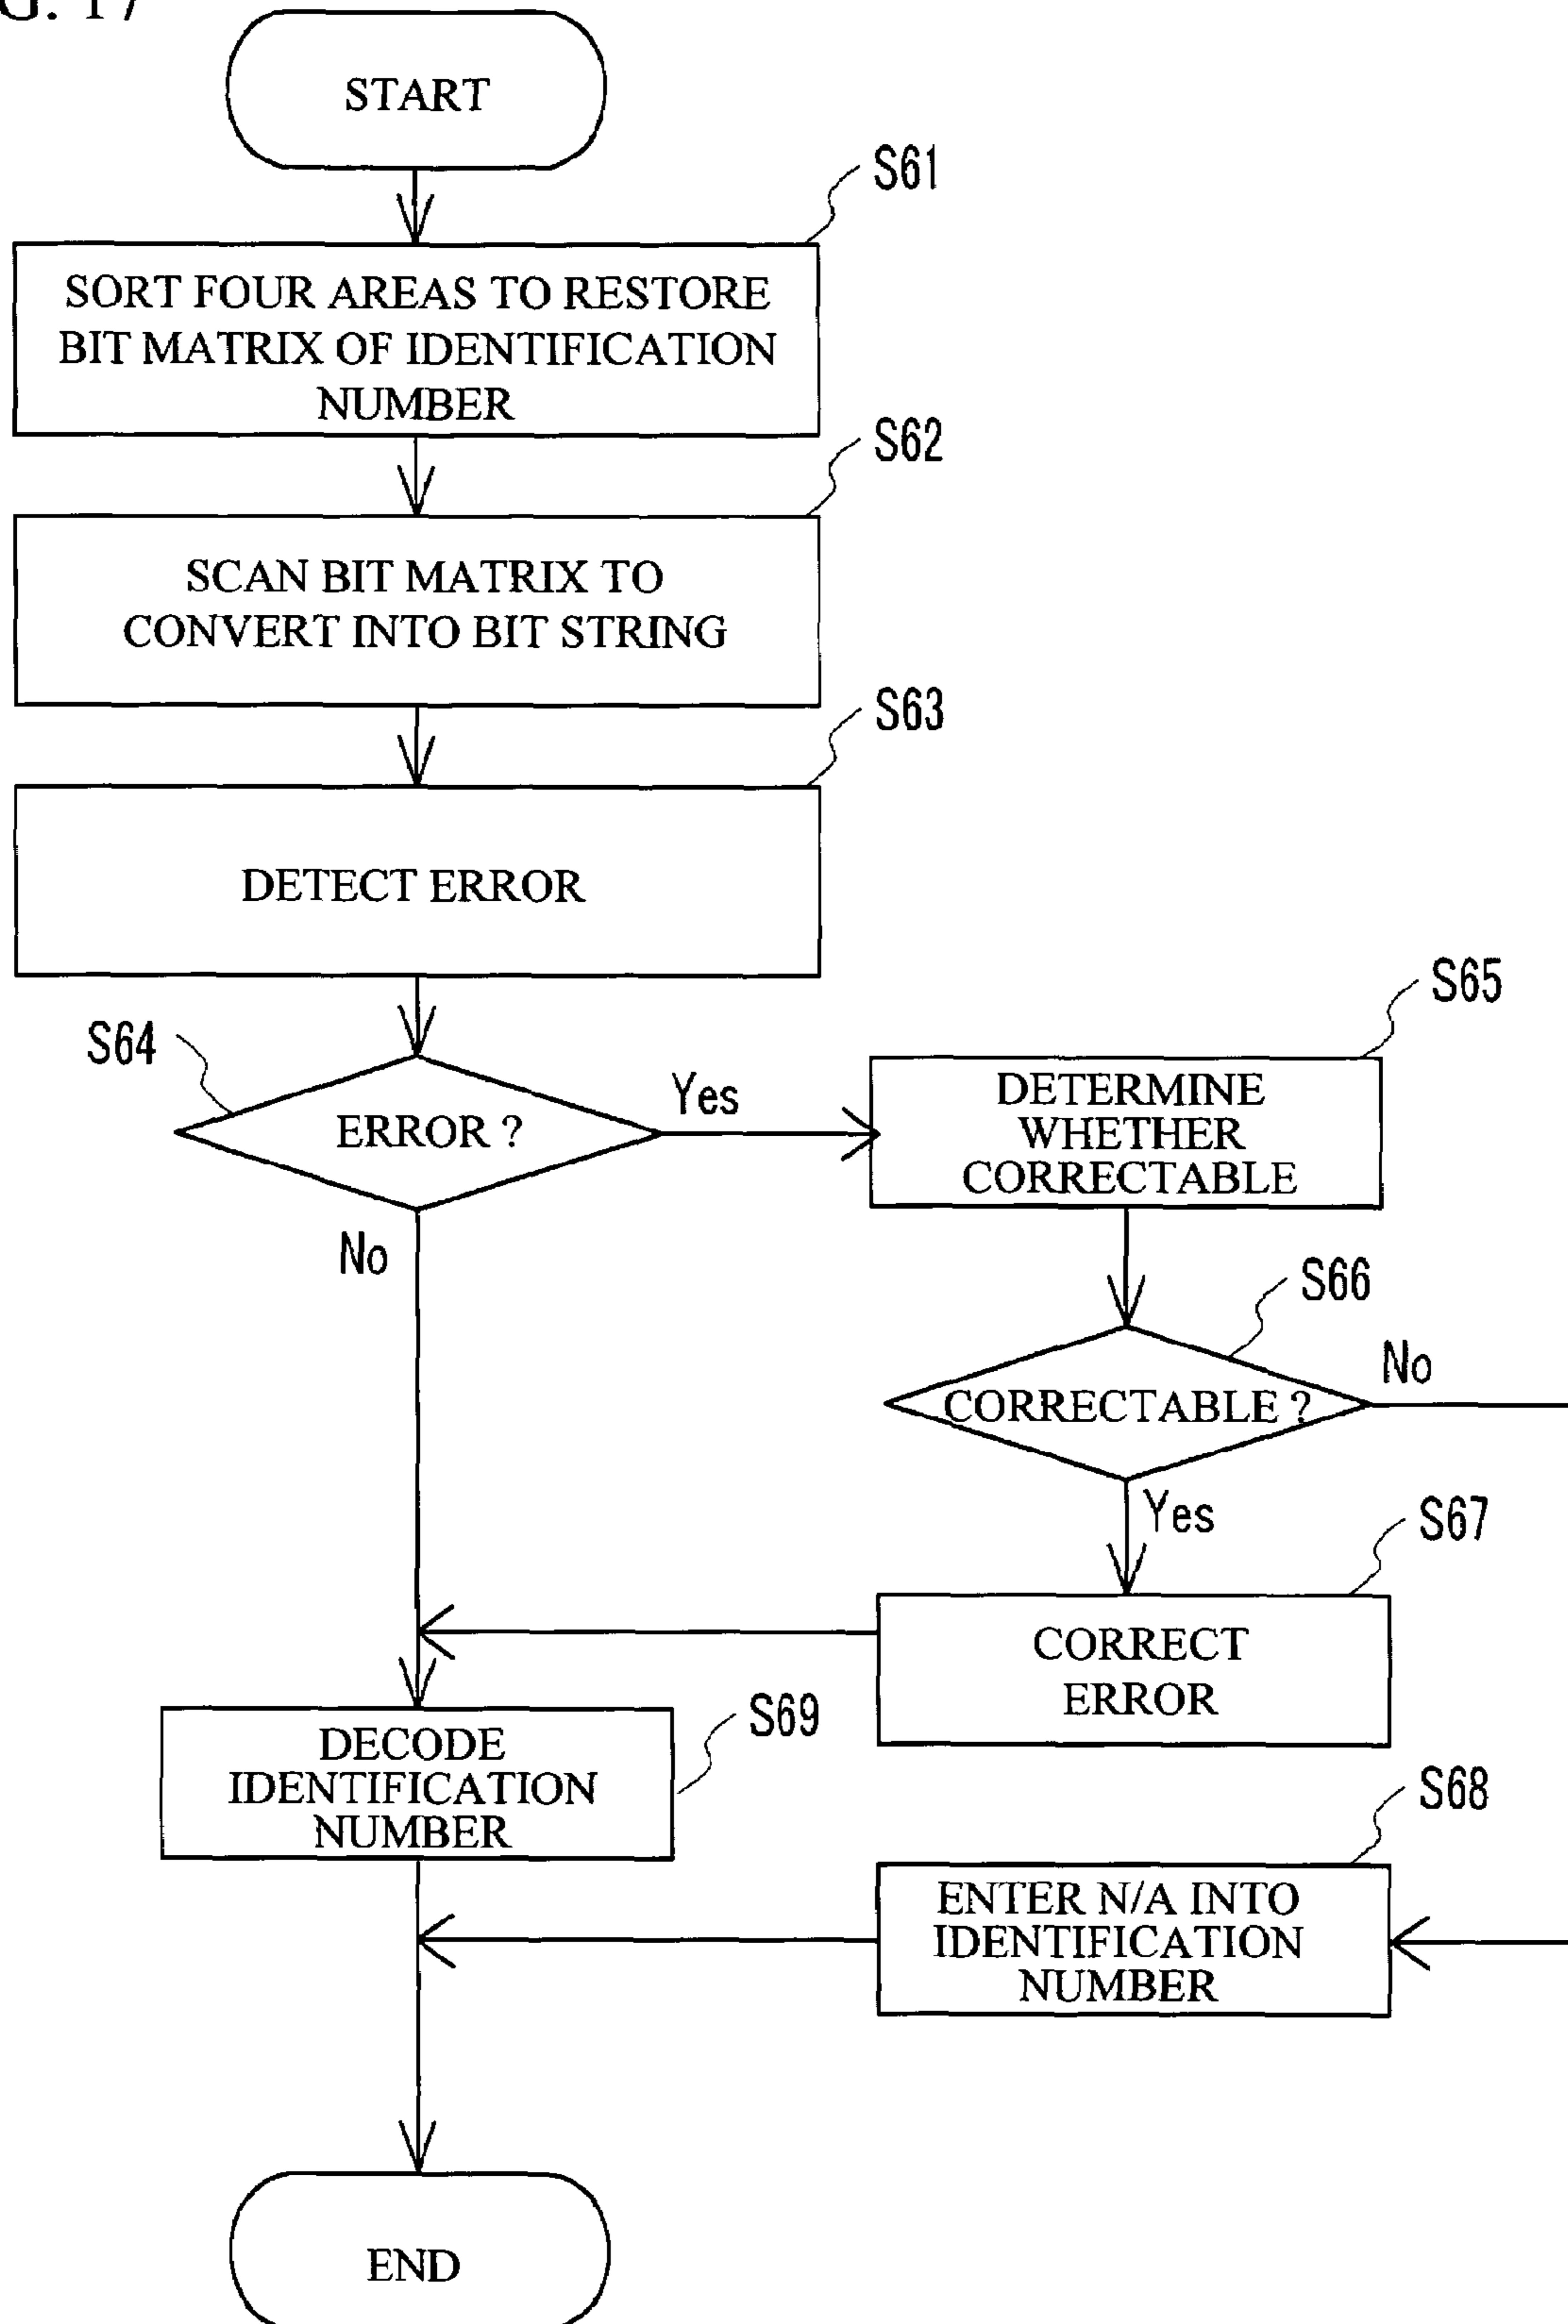 G. 17
START
S61
SORT FOUR AREAS TO RESTORE
BIT MATRIX OF IDENTIFICATION
NUMBER
S62
SCAN BIT MATRIX TO
CONVERT INTO BIT STRING
S63
DETECT ERROR
S64
ERROR ?
Yes
No
S65
DETERMINE
WHETHER
CORRECTABLE
S66
CORRECTABLE ?
No
Yes
S67
CORRECT
ERROR
S69
DECODE
IDENTIFICATION
NUMBER
S68
ENTER N/A INTO
IDENTIFICATION
NUMBER
END